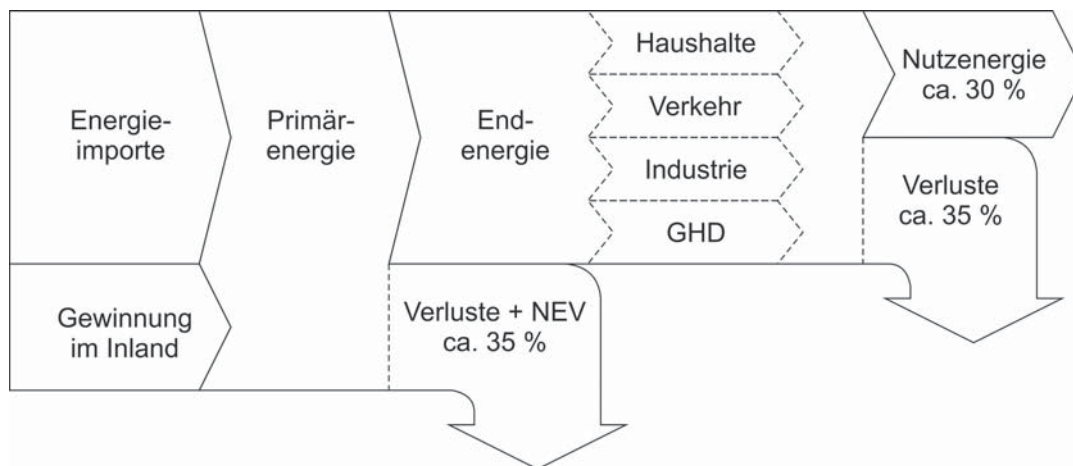 Energie-
importe
Primär-
energie
End-
energie
Haushalte
Verkehr
Industrie
GHD
Nutzenergie
ca. 30 %
Verluste
ca. 35 %
Gewinnung
im Inland
Verluste + NEV
ca. 35 %